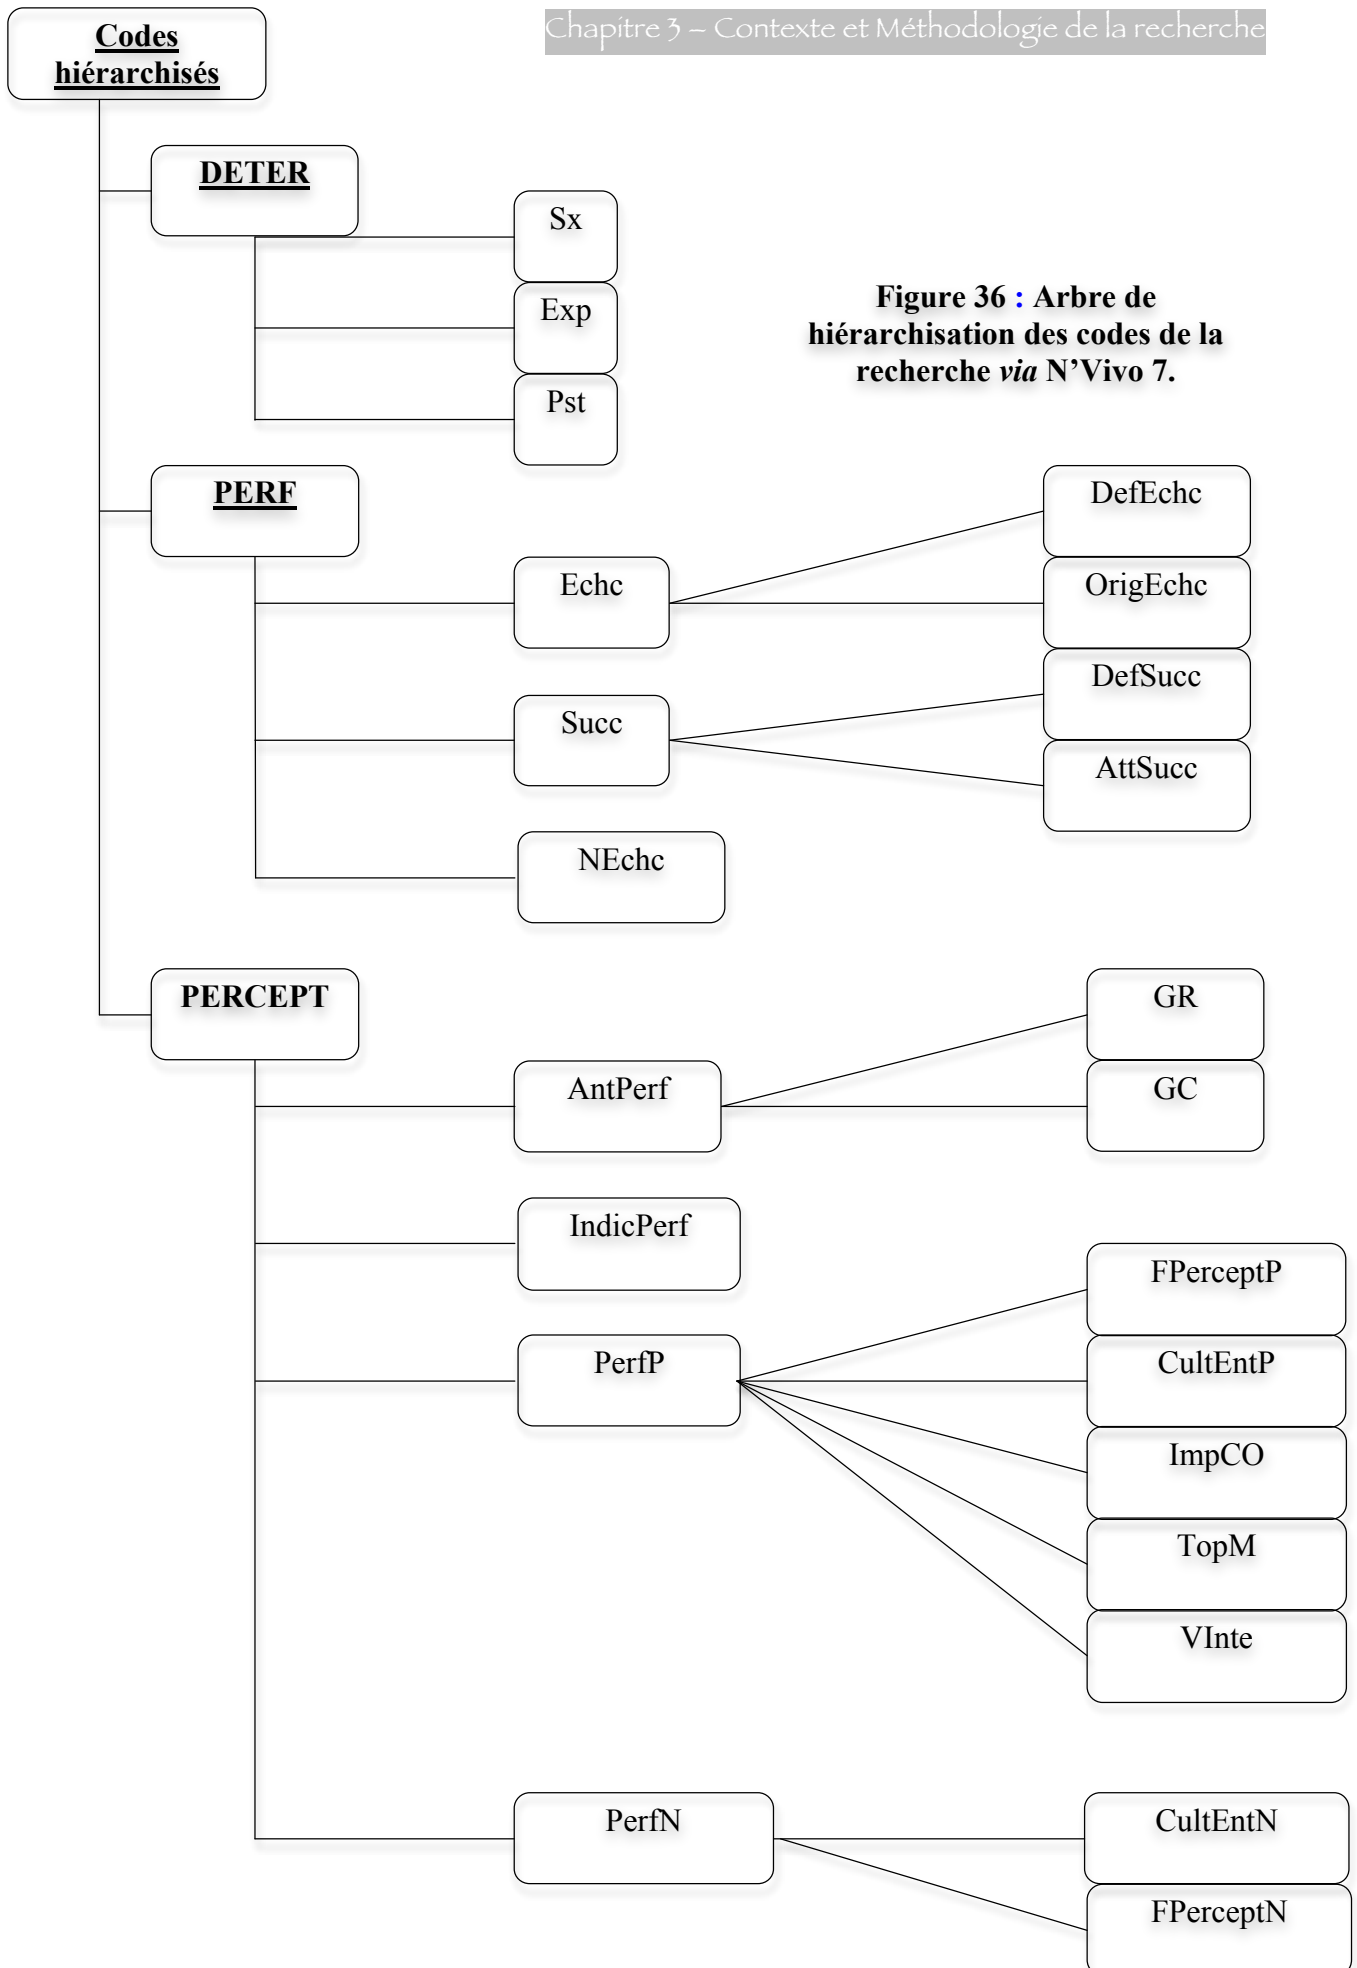 Chapitre 3 – Contexte et Méthodologie de la recherche
Codes
hiérarchisés
DETER
Sx
Exp
Pst
Figure 36 : Arbre de
hiérarchisation des codes de la
recherche via N’Vivo 7.
PERF
Echc
DefEchc
OrigEchc
Succ
DefSucc
AttSucc
NEchc
PERCEPT
AntPerf
GR
GC
IndicPerf
PerfP
FPerceptP
CultEntP
ImpCO
TopM
VInte
PerfN
CultEntN
FPerceptN